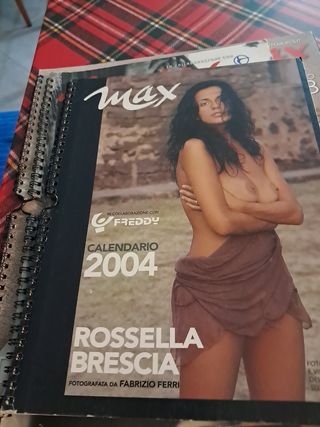 max
IN COLLABORAZIONE CON
FREDDY
CALENDARIO
2004
ROSSELLA
BRESCIA
FOTOGRAFATA DA FABRIZIO FERRI